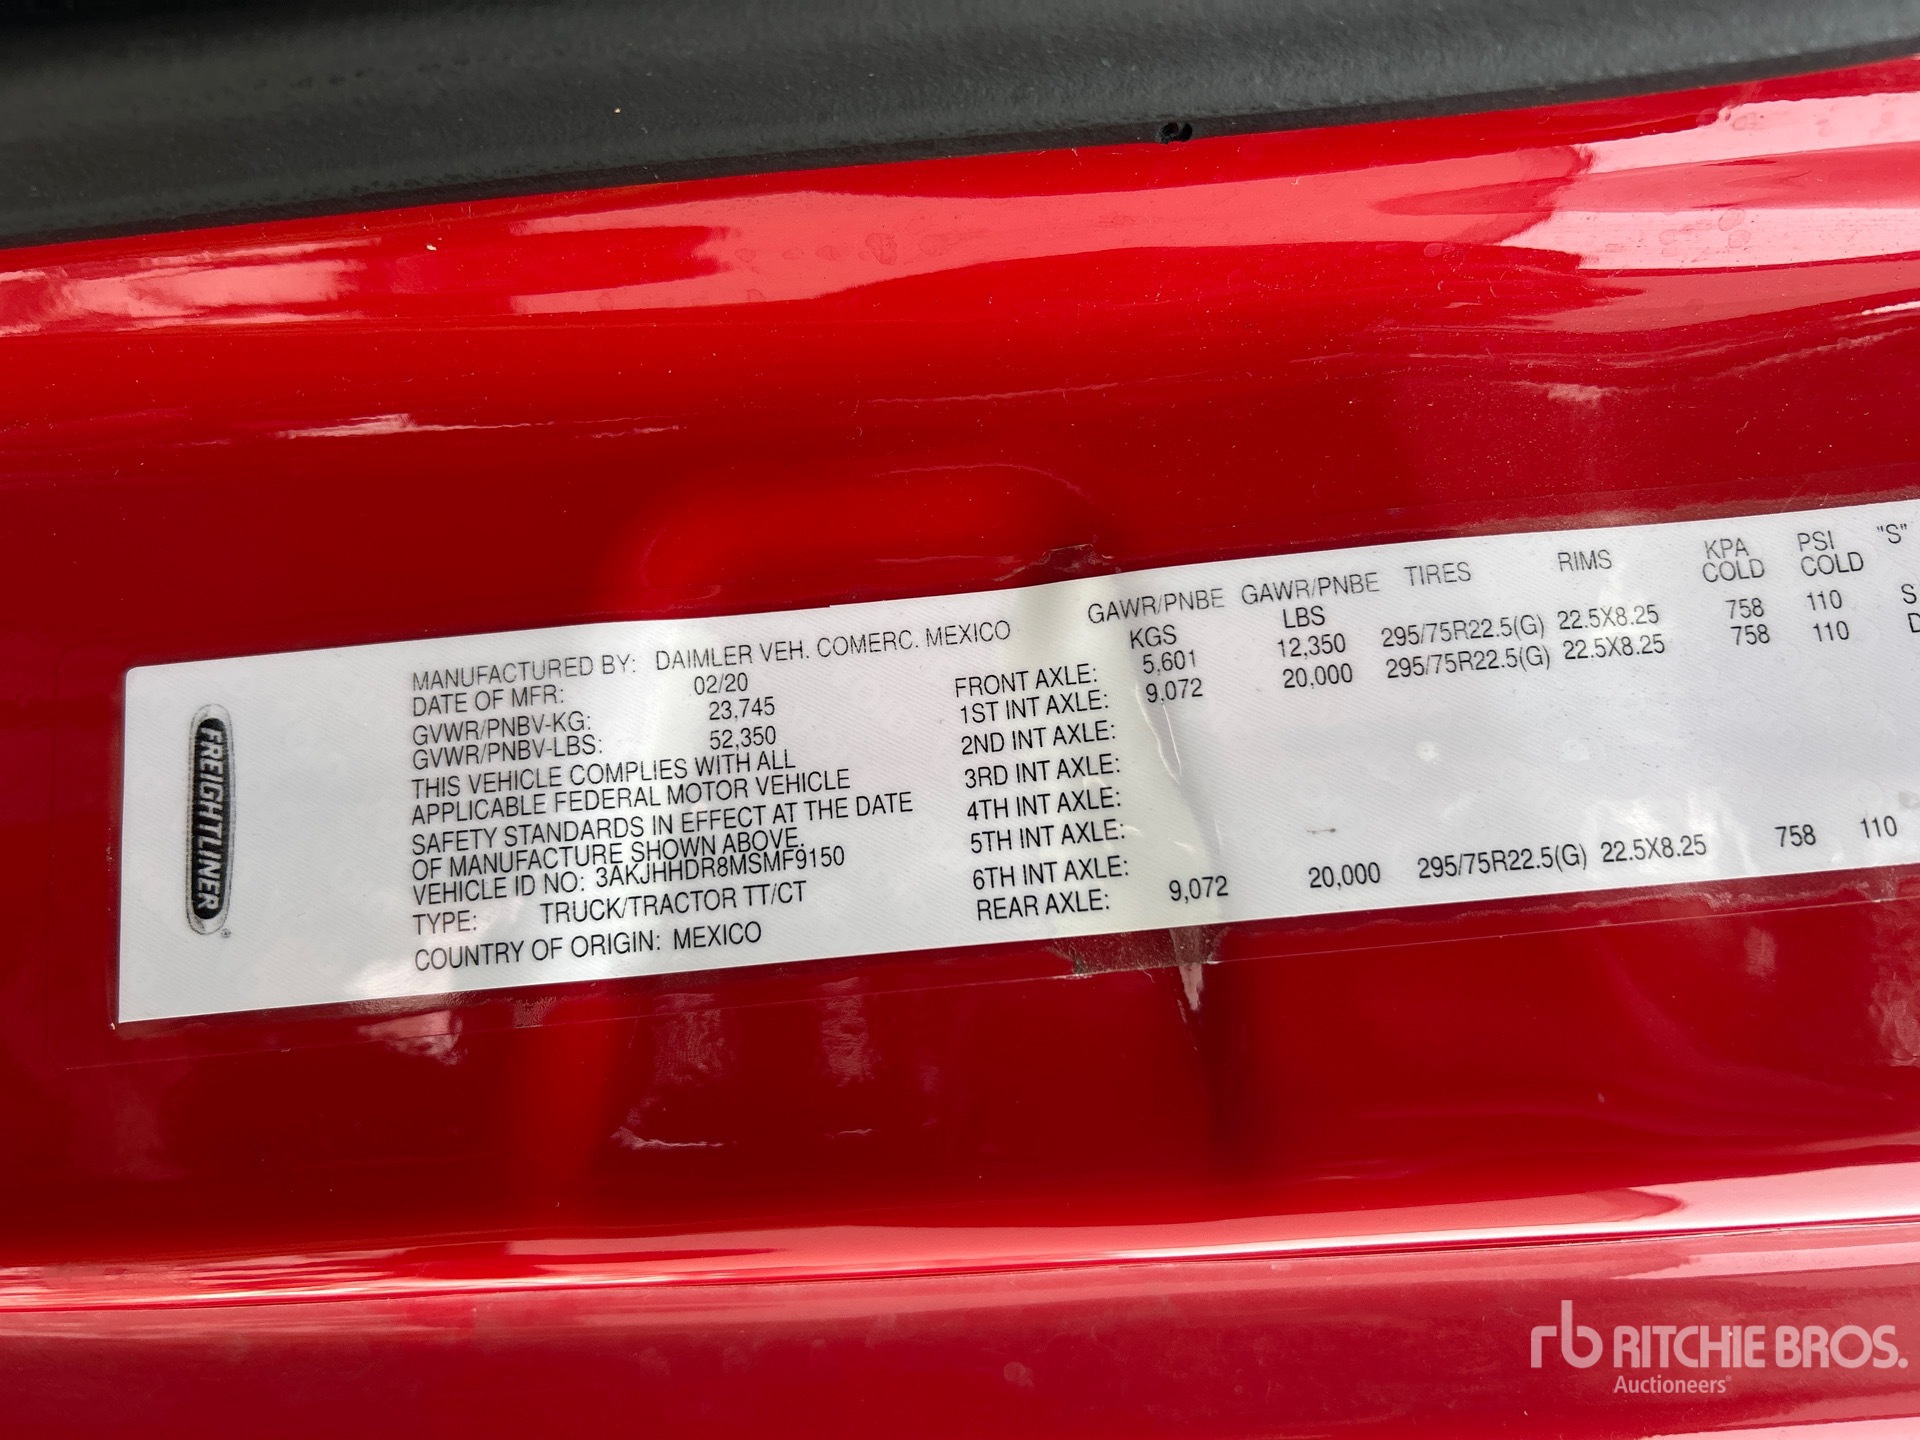 FREIGHTLINER®
MANUFACTURED BY: DAIMLER VEH. COMERC. MEXICO
DATE OF MFR: 02/20
GVWR/PNBV-KG: 23,745
GVWR/PNBV-LBS: 52,350
THIS VEHICLE COMPLIES WITH ALL
APPLICABLE FEDERAL MOTOR VEHICLE
SAFETY STANDARDS IN EFFECT AT THE DATE
OF MANUFACTURE SHOWN ABOVE.
VEHICLE ID NO: 3AKJHHDR8MSMF9150
TYPE: TRUCK/TRACTOR TT/CT
COUNTRY OF ORIGIN: MEXICO
GAWR/PNBE GAWR/PNBE TIRES RIMS KPA PSI "S"
KGS LBS COLD COLD
FRONT AXLE: 5,601 12,350 295/75R22.5(G) 22.5X8.25 758 110 S
1ST INT AXLE: 9,072 20,000 295/75R22.5(G) 22.5X8.25 758 110 D
2ND INT AXLE:
3RD INT AXLE:
4TH INT AXLE:
5TH INT AXLE:
6TH INT AXLE:
REAR AXLE: 9,072 20,000 295/75R22.5(G) 22.5X8.25 758 110
rb RITCHIE BROS.
Auctioneers